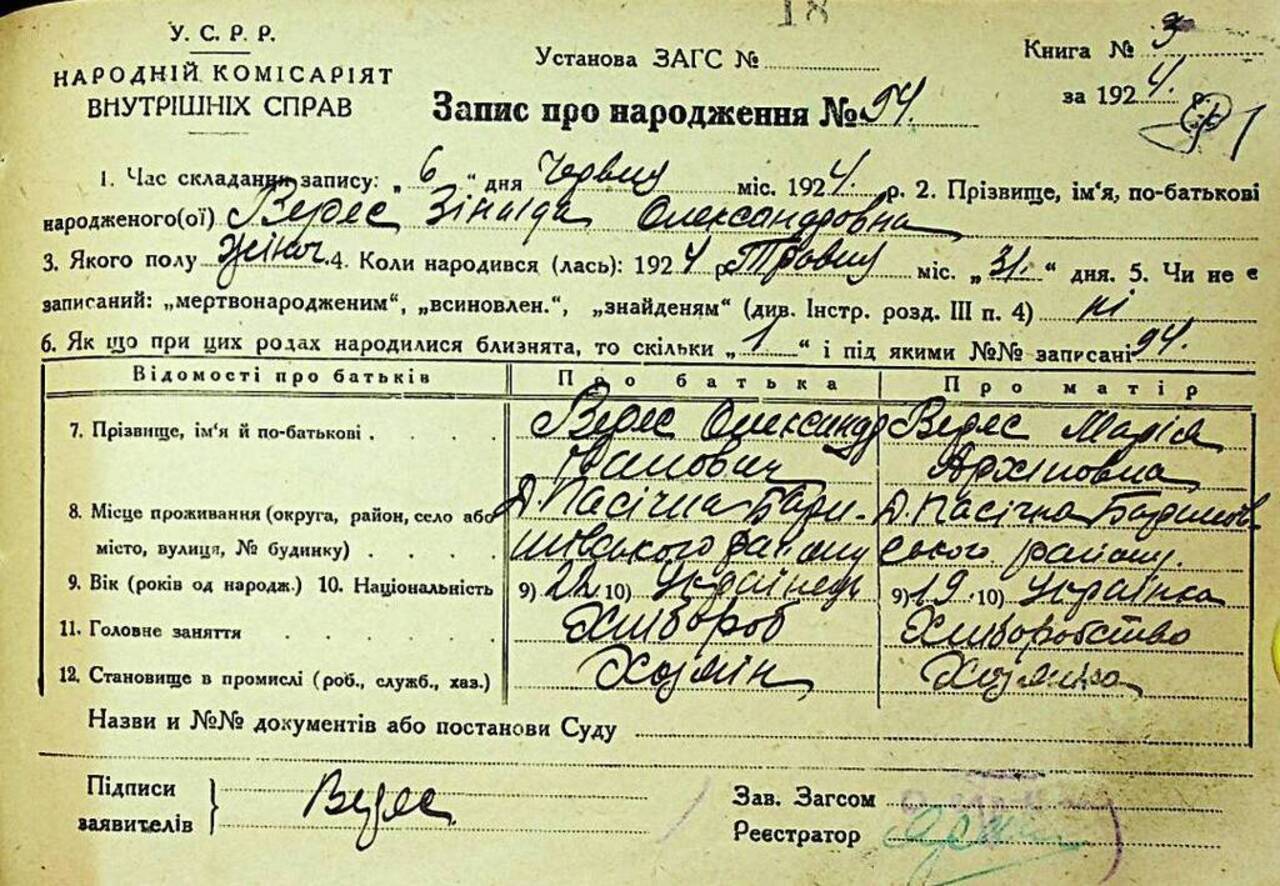 У. С. Р. Р.
НАРОДНІЙ КОМІСАРІЯТ
ВНУТРІШНІХ СПРАВ
Установа ЗАГС №
Книга № 3
за 1924 р.
Запис про народження № 94.
1. Час складання запису: „ 6 “ дня Червця міс. 1924. р. 2. Прізвище, ім'я, по-батькові
народженого(ої) Верес Зінаіда Олександровна
3. Якого полу жіноч. 4. Коли народився (лась): 1924 р. Травця міс. „ 31. “ дня. 5. Чи не є
записаний: „мертвонародженим“, „всиновлен.“, „знайденям“ (див. Інстр. розд. III п. 4) ні
6. Як що при цих родах народилися близнята, то скільки „ 1 “ і під якими №№ записані 94.
Відомості про батьків Про батька Про матір
7. Прізвище, ім'я й по-батькові . . . . Верес Олександр Верес Марія
Іванович Архіповна
8. Місце проживання (округа, район, село або Д. Пасічна Бари- Д. Пасічна Баришов-
місто, вулиця, № будинку) . . . . шівського району ського району.
9. Вік (років од народж.) 10. Національність 9) 22 10) Українець 9) 19. 10) Українка
11. Головне заняття . . . . . Хлібороб Хліборобство
12. Становище в промислі (роб., служб., хаз.) Хозяїн Хозяйка
Назви и №№ документів або постанови Суду
Підписи
заявителів
Верес
Зав. Загсом
Реєстратор